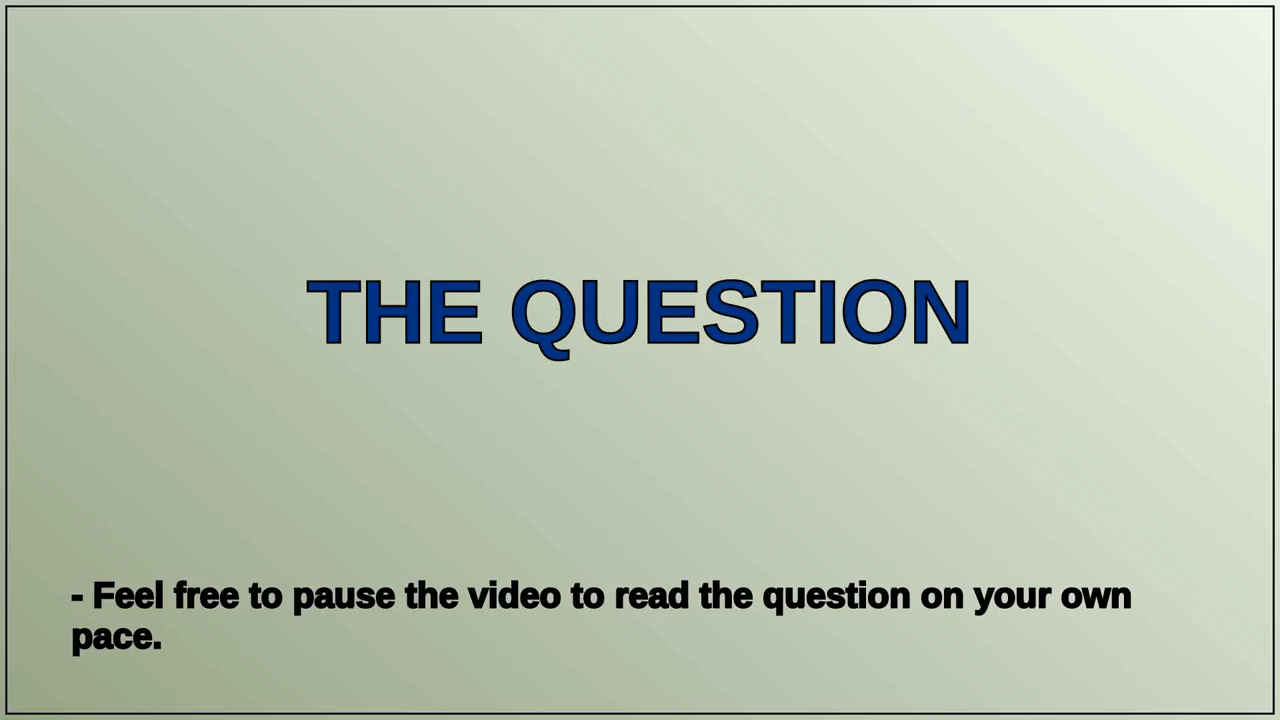 THE QUESTION
- Feel free to pause the video to read the question on your own
pace.